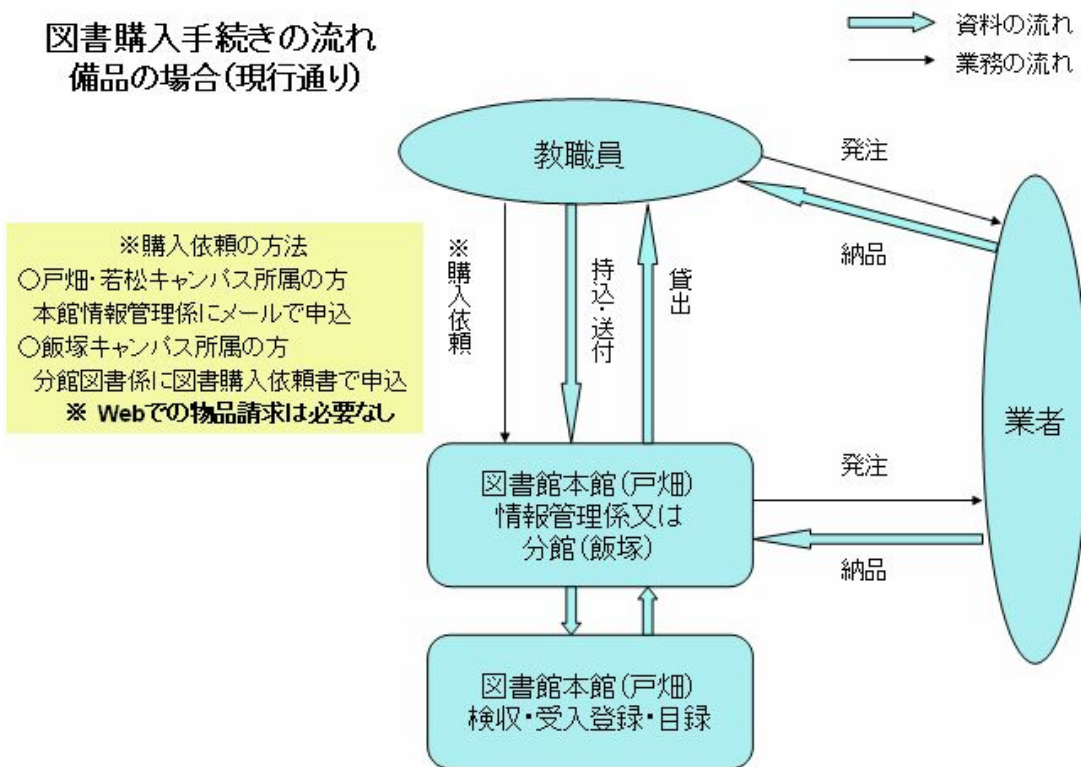 図書購入手続きの流れ
備品の場合(現行通り)
資料の流れ
業務の流れ
教職員
発注
納品
※購入依頼の方法
○戸畑・若松キャンパス所属の方
本館情報管理係にメールで申込
○飯塚キャンパス所属の方
分館図書係に図書購入依頼書で申込
※ Webでの物品請求は必要なし
※購入依頼
持込・送付
貸出
業者
図書館本館(戸畑)
情報管理係又は
分館(飯塚)
発注
納品
図書館本館(戸畑)
検収・受入登録・目録